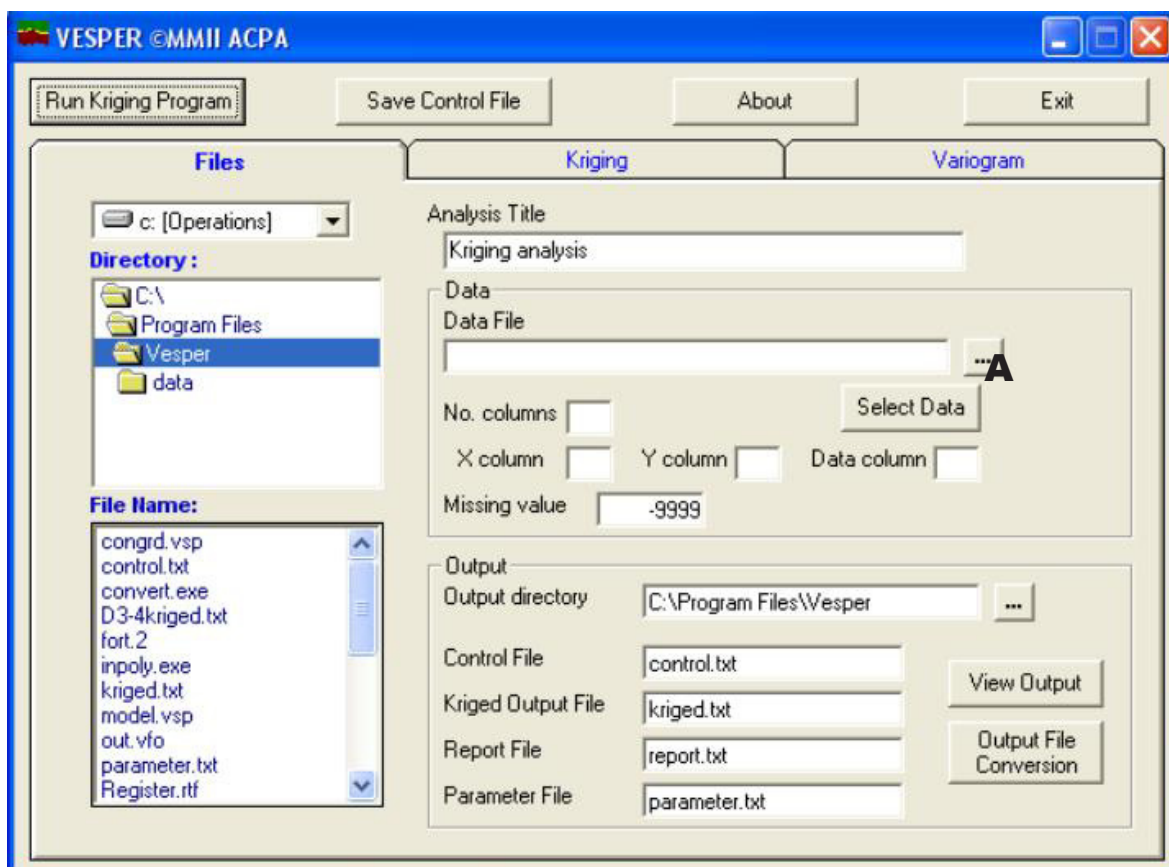 VESPER ©MMII ACPA
Run Kriging Program
Save Control File
About
Exit
Files
Kriging
Variogram
c: [Operations]
Directory :
C:\
Program Files
Vesper
data
File Name:
congrd.vsp
control.txt
convert.exe
D3-4kriged.txt
fort.2
inpoly.exe
kriged.txt
model.vsp
out.vfo
parameter.txt
Register.rtf
Analysis Title
Kriging analysis
Data
Data File
...
A
Select Data
No. columns
X column
Y column
Data column
Missing value
-9999
Output
Output directory
C:\Program Files\Vesper
...
Control File
control.txt
Kriged Output File
kriged.txt
Report File
report.txt
Parameter File
parameter.txt
View Output
Output File
Conversion